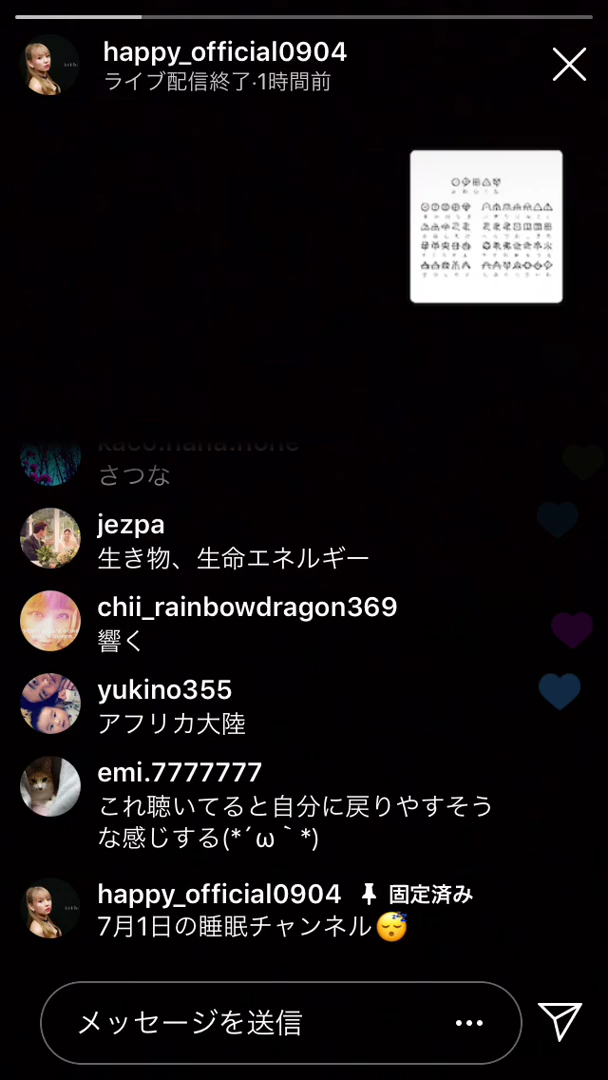 happy_official0904
ライブ配信終了·1時間前
kaco.hana.hone
さつな
jezpa
生き物、生命エネルギー
chii_rainbowdragon369
響く
yukino355
アフリカ大陸
emi.7777777
これ聴いてると自分に戻りやすそう
な感じする(*´ω｀*)
happy_official0904 固定済み
7月1日の睡眠チャンネル😴
メッセージを送信